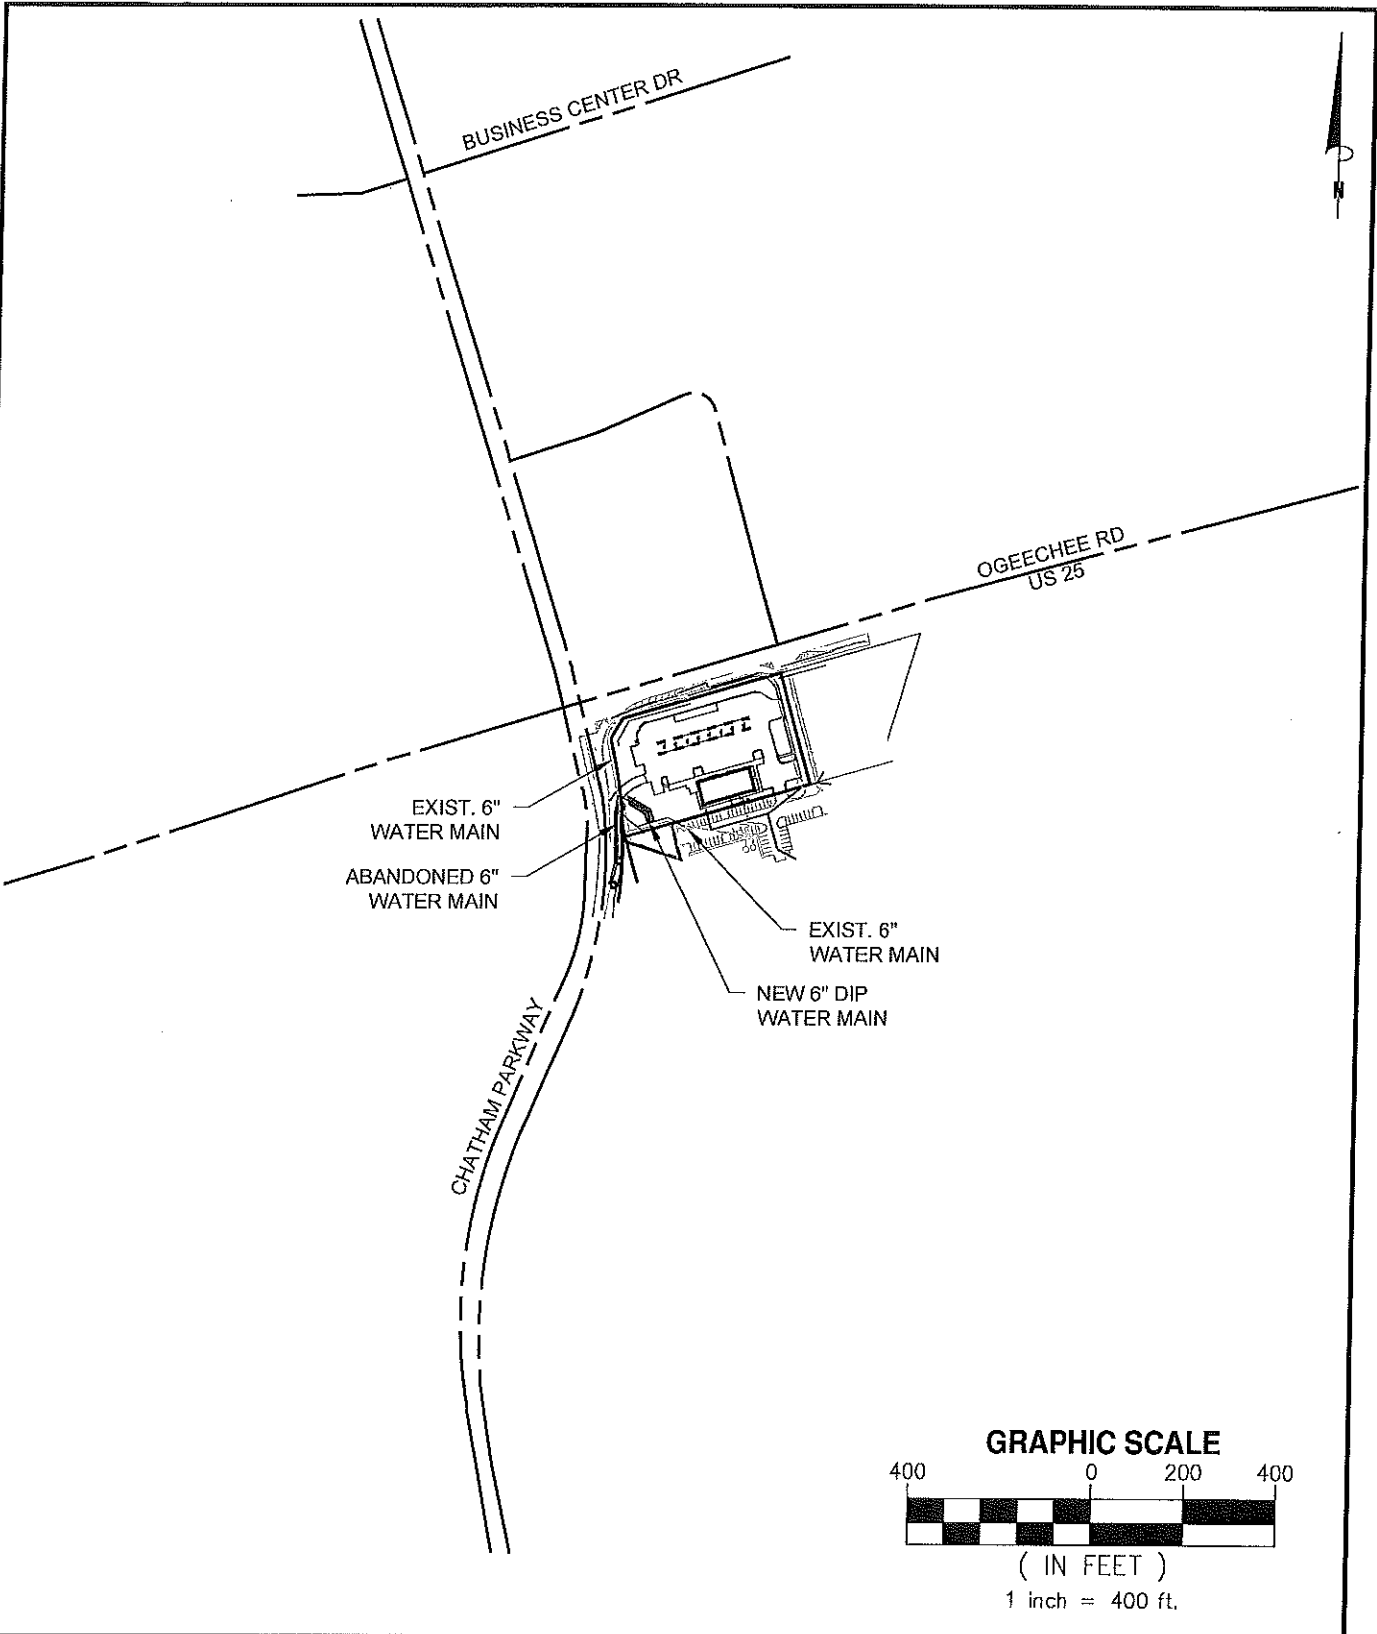 BUSINESS CENTER DR
N
OGEECHEE RD
US 25
EXIST. 6"
WATER MAIN
ABANDONED 6"
WATER MAIN
EXIST. 6"
WATER MAIN
NEW 6" DIP
WATER MAIN
CHATHAM PARKWAY
GRAPHIC SCALE
400 0 200 400
( IN FEET )
1 inch = 400 ft.